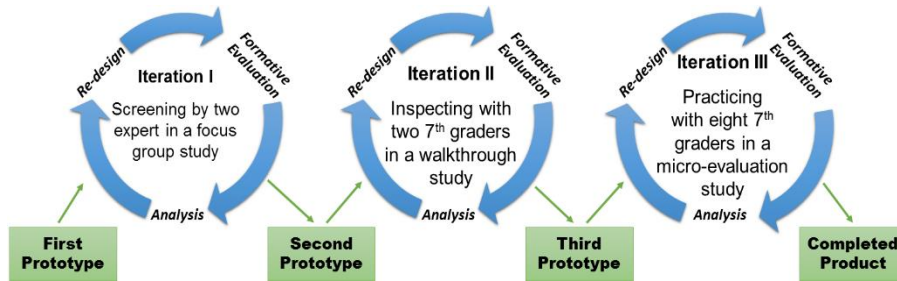 Re-design
Formative
Evaluation
Iteration I
Screening by two
expert in a focus
group study
Analysis
Re-design
Formative
Evaluation
Iteration II
Inspecting with
two 7th graders
in a walkthrough
study
Analysis
Re-design
Formative
Evaluation
Iteration III
Practicing
with eight 7th
graders in a
micro-evaluation
study
Analysis
First
Prototype
Second
Prototype
Third
Prototype
Completed
Product